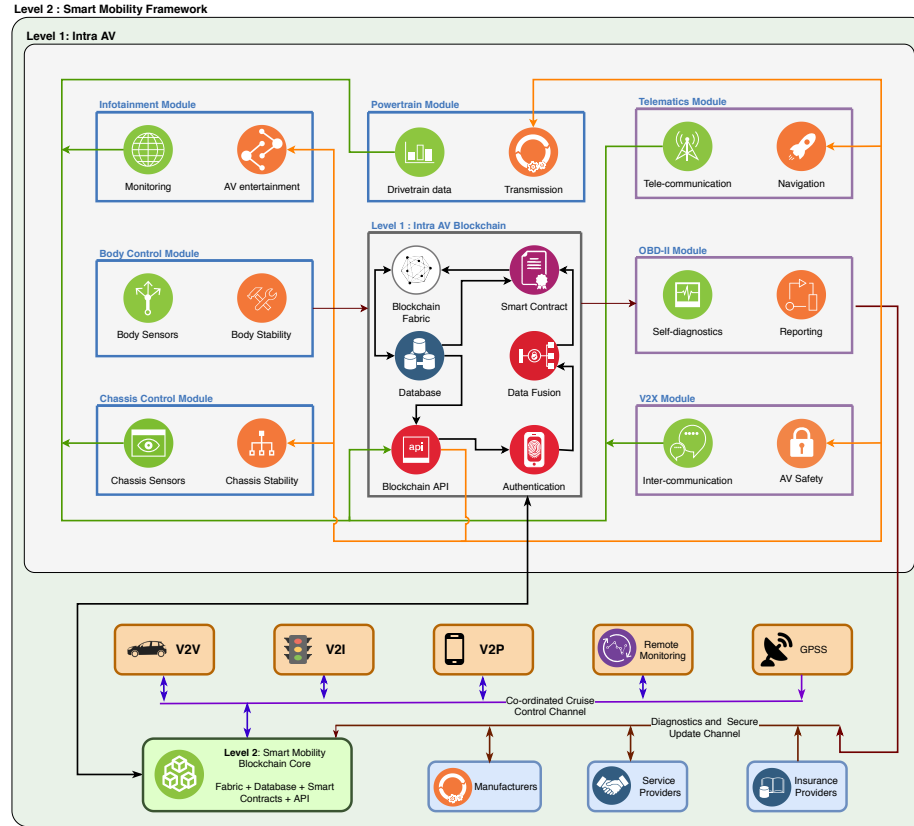 Level 2 : Smart Mobility Framework
Level 1: Intra AV
Infotainment Module
Monitoring
AV entertainment
Powertrain Module
Drivetrain data
Transmission
Telematics Module
Tele-communication
Navigation
Body Control Module
Body Sensors
Body Stability
Level 1 : Intra AV Blockchain
Blockchain
Fabric
Smart Contract
Database
Data Fusion
api
Blockchain API
Authentication
OBD-II Module
Self-diagnostics
Reporting
Chassis Control Module
Chassis Sensors
Chassis Stability
V2X Module
Inter-communication
AV Safety
V2V
V2I
V2P
Remote
Monitoring
GPSS
Co-ordinated Cruise
Control Channel
Diagnostics and Secure
Update Channel
Level 2: Smart Mobility
Blockchain Core
Fabric + Database + Smart
Contracts + API
Manufacturers
Service
Providers
Insurance
Providers